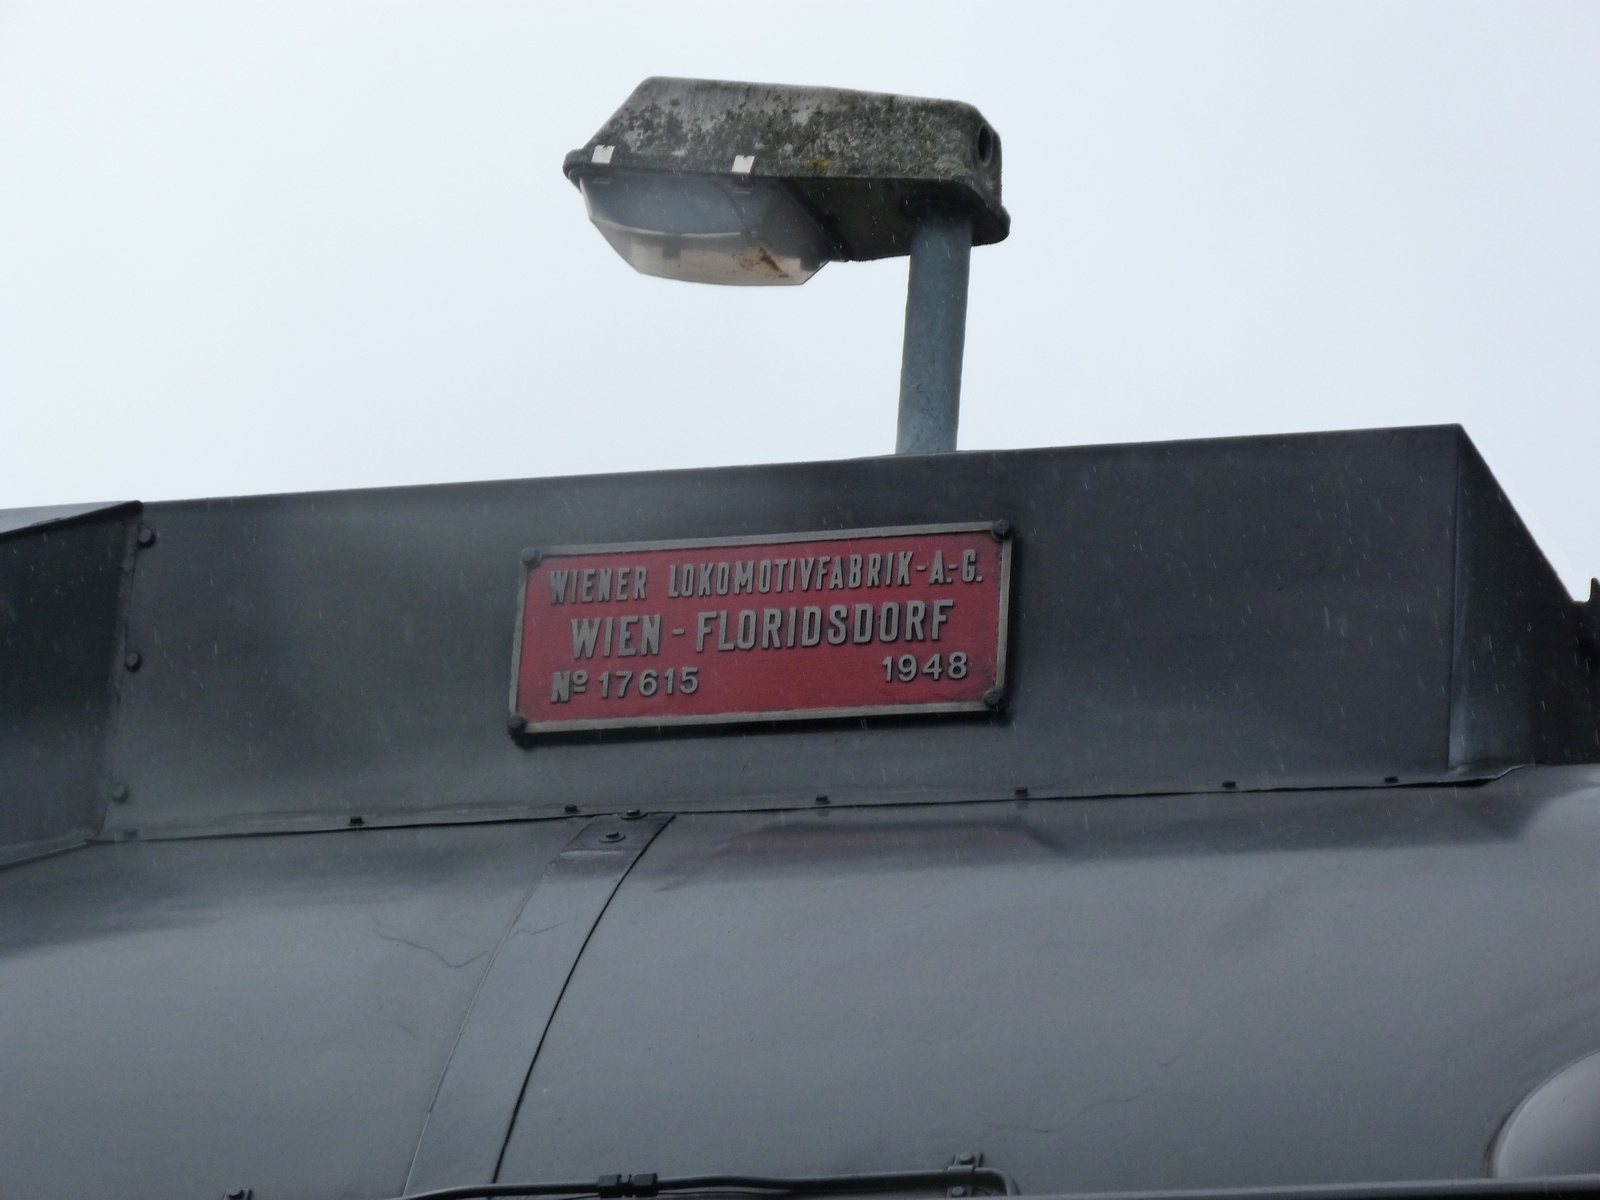 WIENER LOKOMOTIVFABRIK-A.-G.
WIEN - FLORIDSDORF
Nº 17615 1948